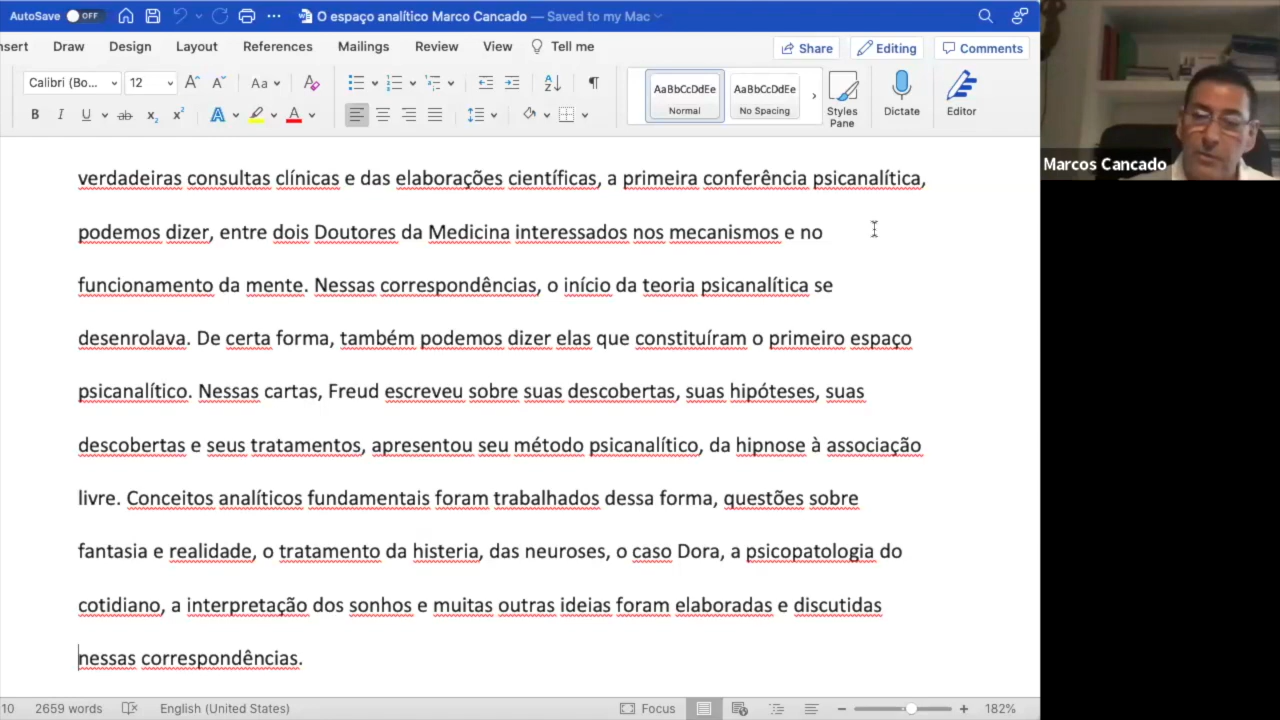 AutoSave OFF O espaço analítico Marco Cancado — Saved to my Mac
nsert Draw Design Layout References Mailings Review View Tell me Share Editing Comments
Calibri (Bo... 12 A A Aa A AaBbCcDdEe AaBbCcDdEe
B I U ab x2 x2 A A Normal No Spacing Styles Pane Dictate Editor
Marcos Cancado
verdadeiras consultas clínicas e das elaborações científicas, a primeira conferência psicanalítica,
podemos dizer, entre dois Doutores da Medicina interessados nos mecanismos e no
funcionamento da mente. Nessas correspondências, o início da teoria psicanalítica se
desenrolava. De certa forma, também podemos dizer elas que constituíram o primeiro espaço
psicanalítico. Nessas cartas, Freud escreveu sobre suas descobertas, suas hipóteses, suas
descobertas e seus tratamentos, apresentou seu método psicanalítico, da hipnose à associação
livre. Conceitos analíticos fundamentais foram trabalhados dessa forma, questões sobre
fantasia e realidade, o tratamento da histeria, das neuroses, o caso Dora, a psicopatologia do
cotidiano, a interpretação dos sonhos e muitas outras ideias foram elaboradas e discutidas
nessas correspondências.
10 2659 words English (United States) Focus 182%